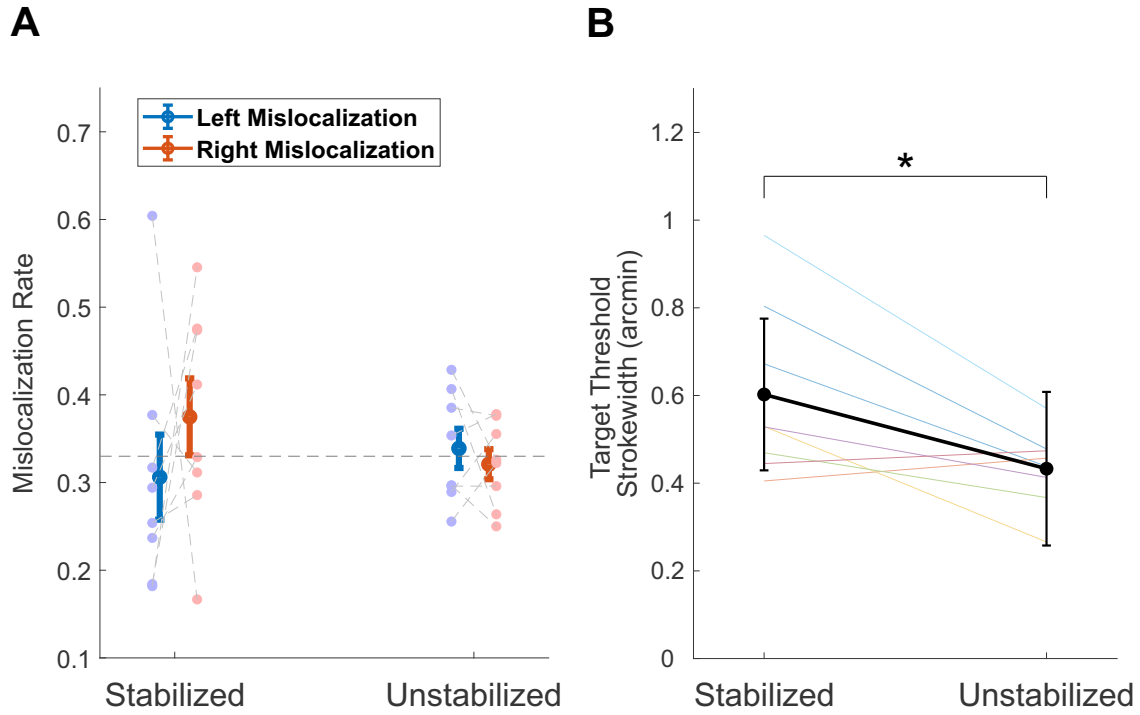 A
B
Left Mislocalization
Right Mislocalization
Mislocalization Rate
0.7
0.6
0.5
0.4
0.3
0.2
0.1
Stabilized
Unstabilized
*
Target Threshold
Strokewidth (arcmin)
1.2
1
0.8
0.6
0.4
0.2
0
Stabilized
Unstabilized